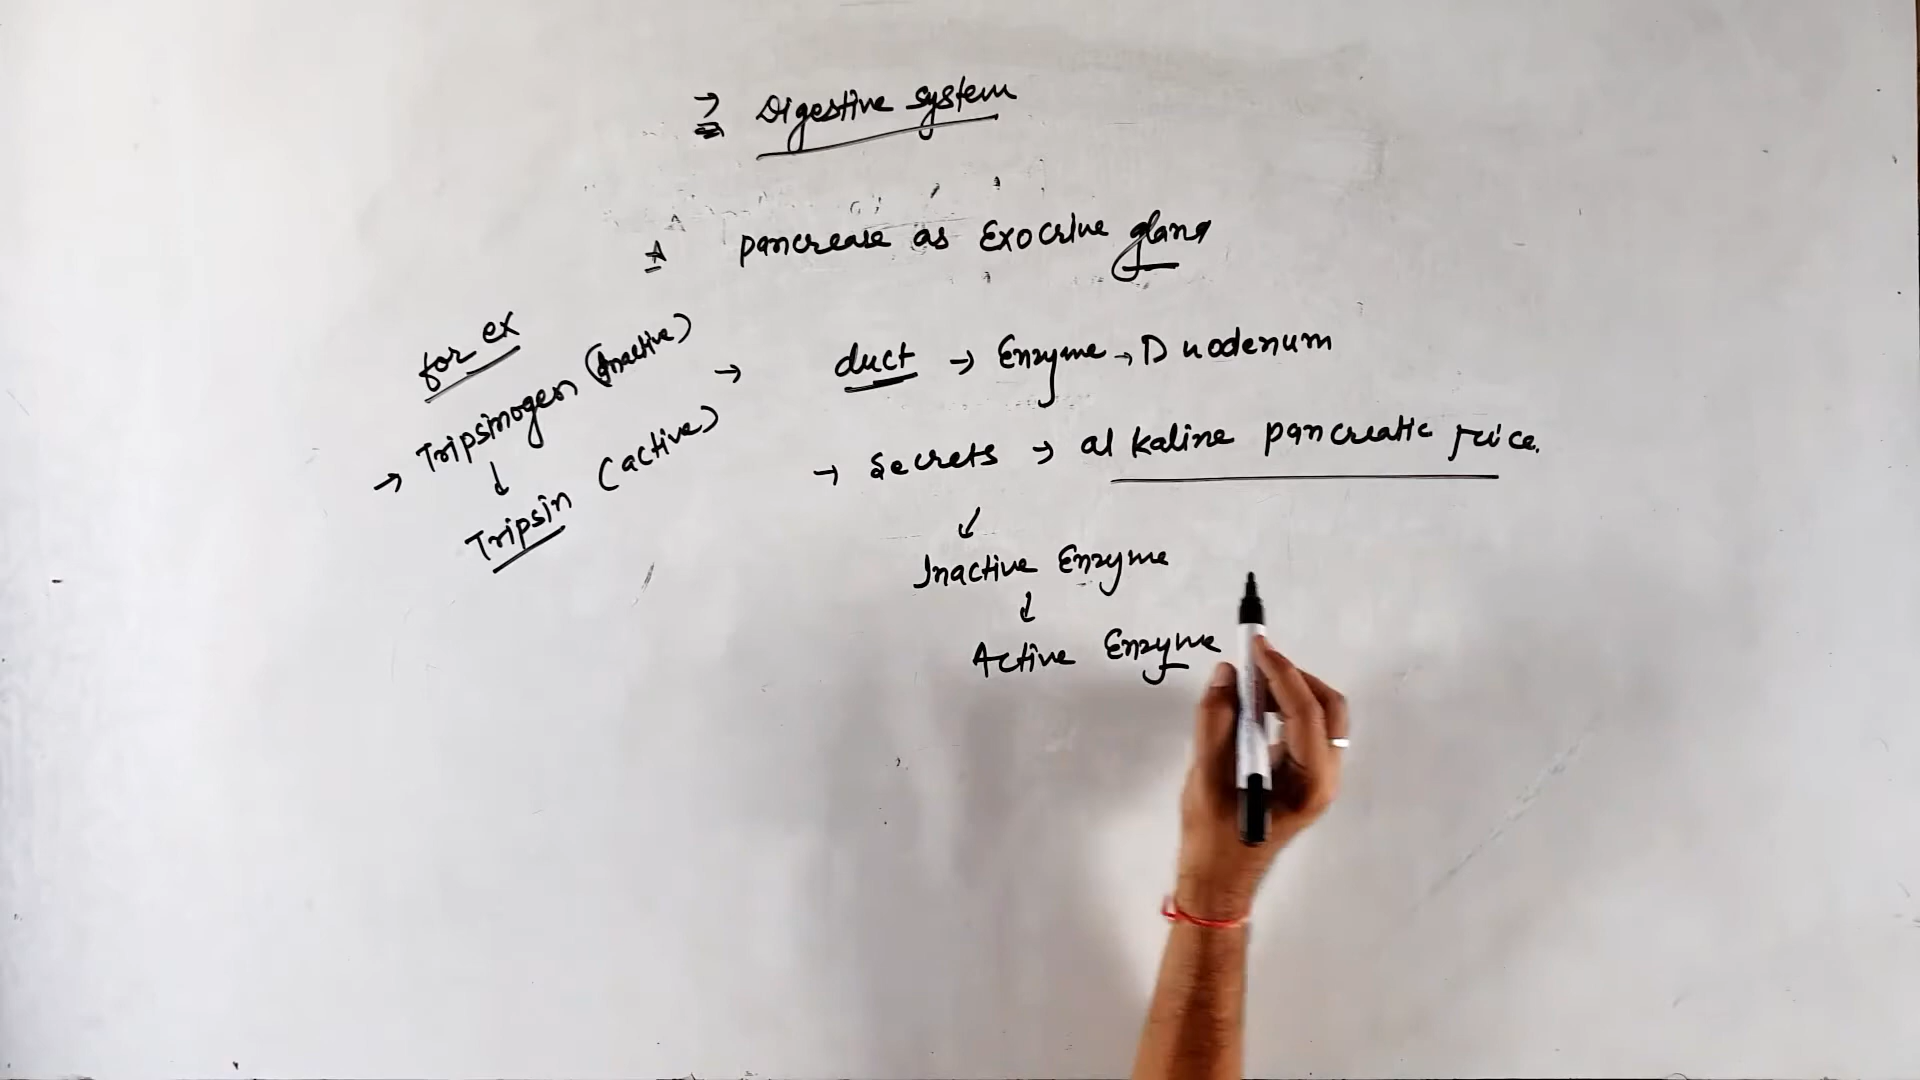 → Digestive system
A pancrease as Exocrine gland
→ duct → Enzyme → Duodenum
→ Secrets → alkaline pancreatic juice.
↓
Inactive Enzyme
↓
Active Enzyme
for ex
→ Tripsinogen (Inactive)
↓
Tripsin (active)